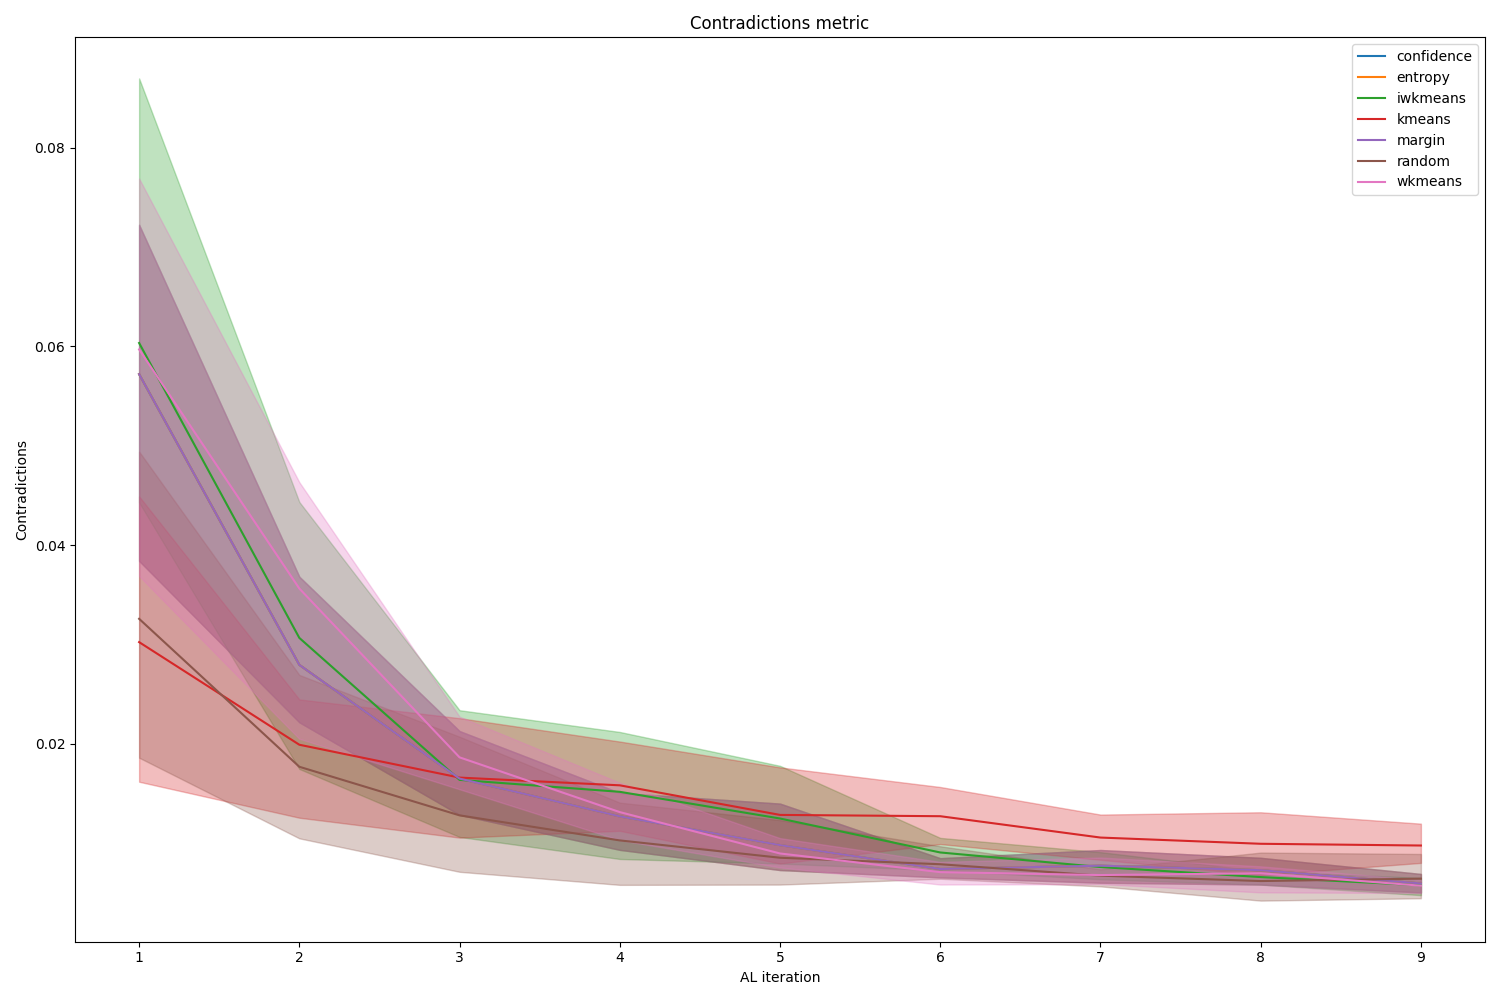 Contradictions metric
confidence
entropy
iwkmeans
kmeans
margin
random
wkmeans
0.08
0.06
0.04
0.02
Contradictions
1 2 3 4 5 6 7 8 9
AL iteration